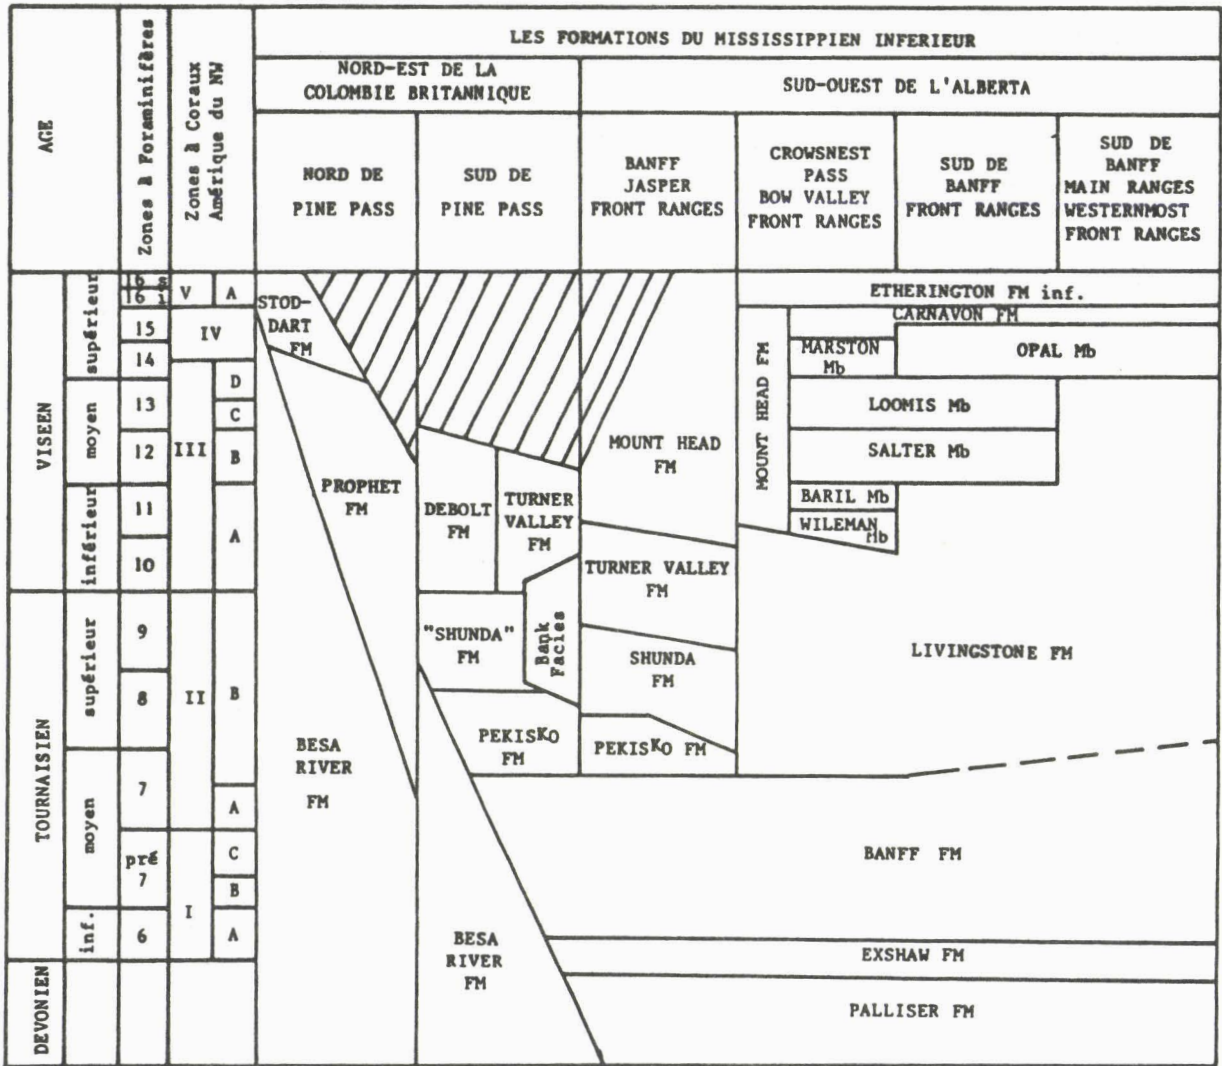 LES FORMATIONS DU MISSISSIPPIEN INFERIEUR
NORD-EST DE LA
COLOMBIE BRITANNIQUE
SUD-OUEST DE L'ALBERTA
AGE
Zones à Foraminifères
Zones à Coraux
Amérique du NW
NORD DE
PINE PASS
SUD DE
PINE PASS
BANFF
JASPER
FRONT RANGES
CROWSNEST
PASS
BOW VALLEY
FRONT RANGES
SUD DE
BANFF
FRONT RANGES
SUD DE
BANFF
MAIN RANGES
WESTERNMOST
FRONT RANGES
VISEEN
supérieur
moyen
inférieur
TOURNAISIEN
supérieur
moyen
inf.
DEVONIEN
16 s
16 i
15
14
13
12
11
10
9
8
7
pré
7
6
V
IV
III
II
I
A
D
C
B
A
B
A
C
B
A
STOD-
DART
FM
PROPHET
FM
BESA
RIVER
FM
DEBOLT
FM
TURNER
VALLEY
FM
"SHUNDA"
FM
Bank
Facies
PEKISKO
FM
BESA
RIVER
FM
MOUNT HEAD
FM
TURNER VALLEY
FM
SHUNDA
FM
PEKISKO FM
MOUNT HEAD FM
ETHERINGTON FM inf.
CARNAVON FM
MARSTON
Mb
OPAL Mb
LOOMIS Mb
SALTER Mb
BARIL Mb
WILEMAN
Mb
LIVINGSTONE FM
BANFF FM
EXSHAW FM
PALLISER FM